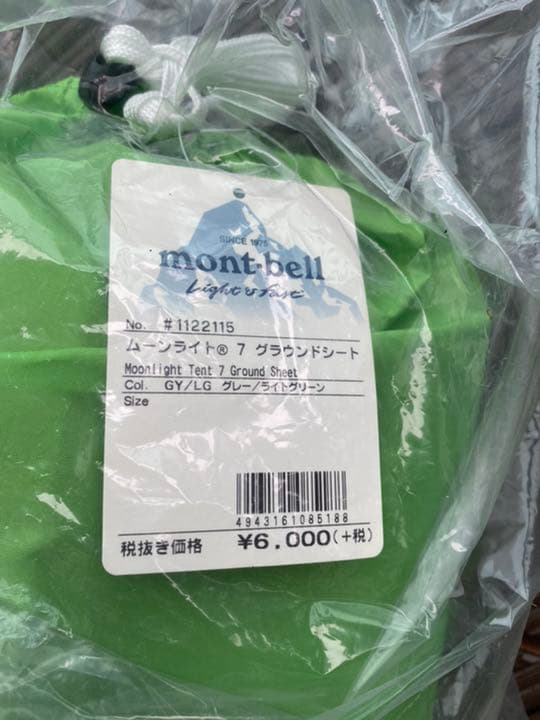 SINCE 1975
mont-bell
Light & Fast
No. #1122115
ムーンライト® 7 グラウンドシート
Moonlight Tent 7 Ground Sheet
Col. GY/LG グレー/ライトグリーン
Size
4943161085188
税抜き価格 ¥6,000(+税)